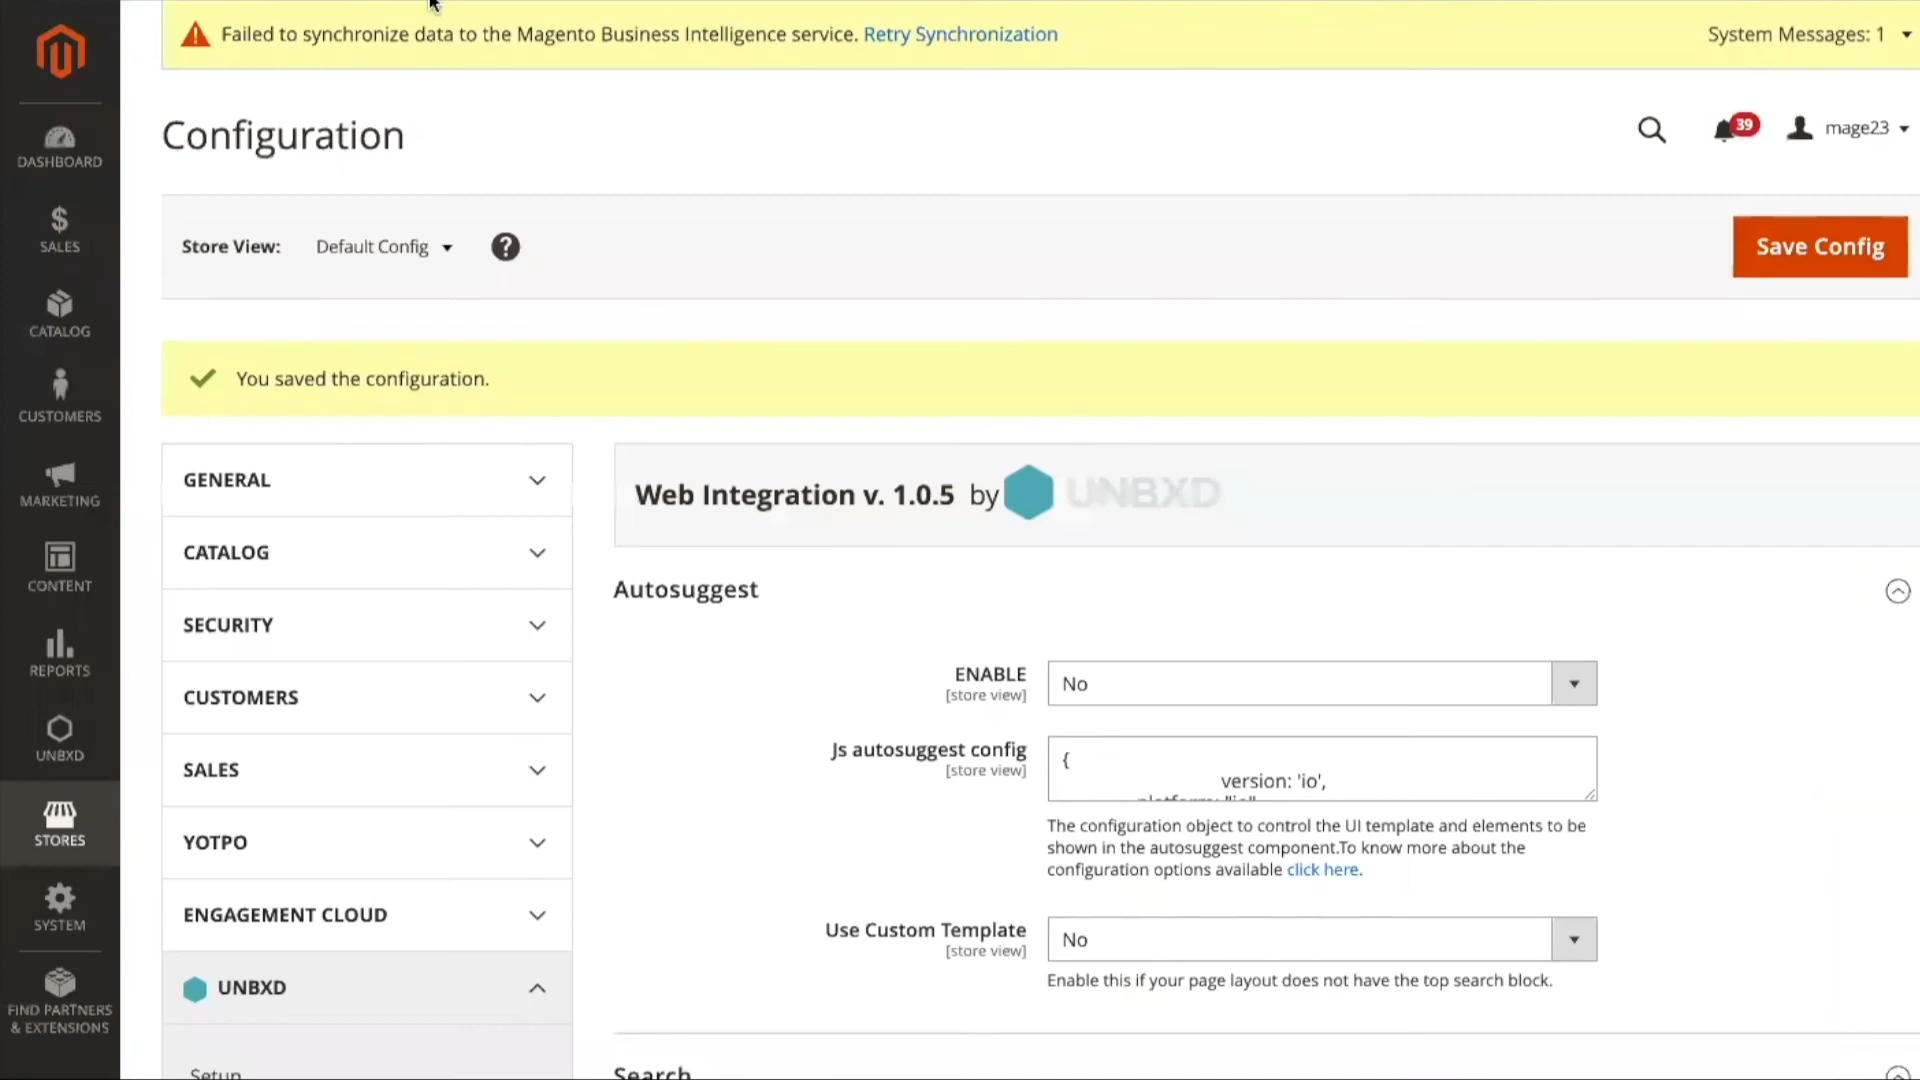 Failed to synchronize data to the Magento Business Intelligence service. Retry Synchronization
System Messages: 1
Configuration
39
mage23
DASHBOARD
SALES
CATALOG
CUSTOMERS
MARKETING
CONTENT
REPORTS
UNBXD
STORES
SYSTEM
FIND PARTNERS
& EXTENSIONS
Store View: Default Config
?
Save Config
You saved the configuration.
GENERAL
CATALOG
SECURITY
CUSTOMERS
SALES
YOTPO
ENGAGEMENT CLOUD
UNBXD
Setup
Web Integration v. 1.0.5 by UNBXD
Autosuggest
ENABLE
[store view]
No
Js autosuggest config
[store view]
{
version: 'io',
platform: "io"
The configuration object to control the UI template and elements to be
shown in the autosuggest component.To know more about the
configuration options available click here.
Use Custom Template
[store view]
No
Enable this if your page layout does not have the top search block.
Search